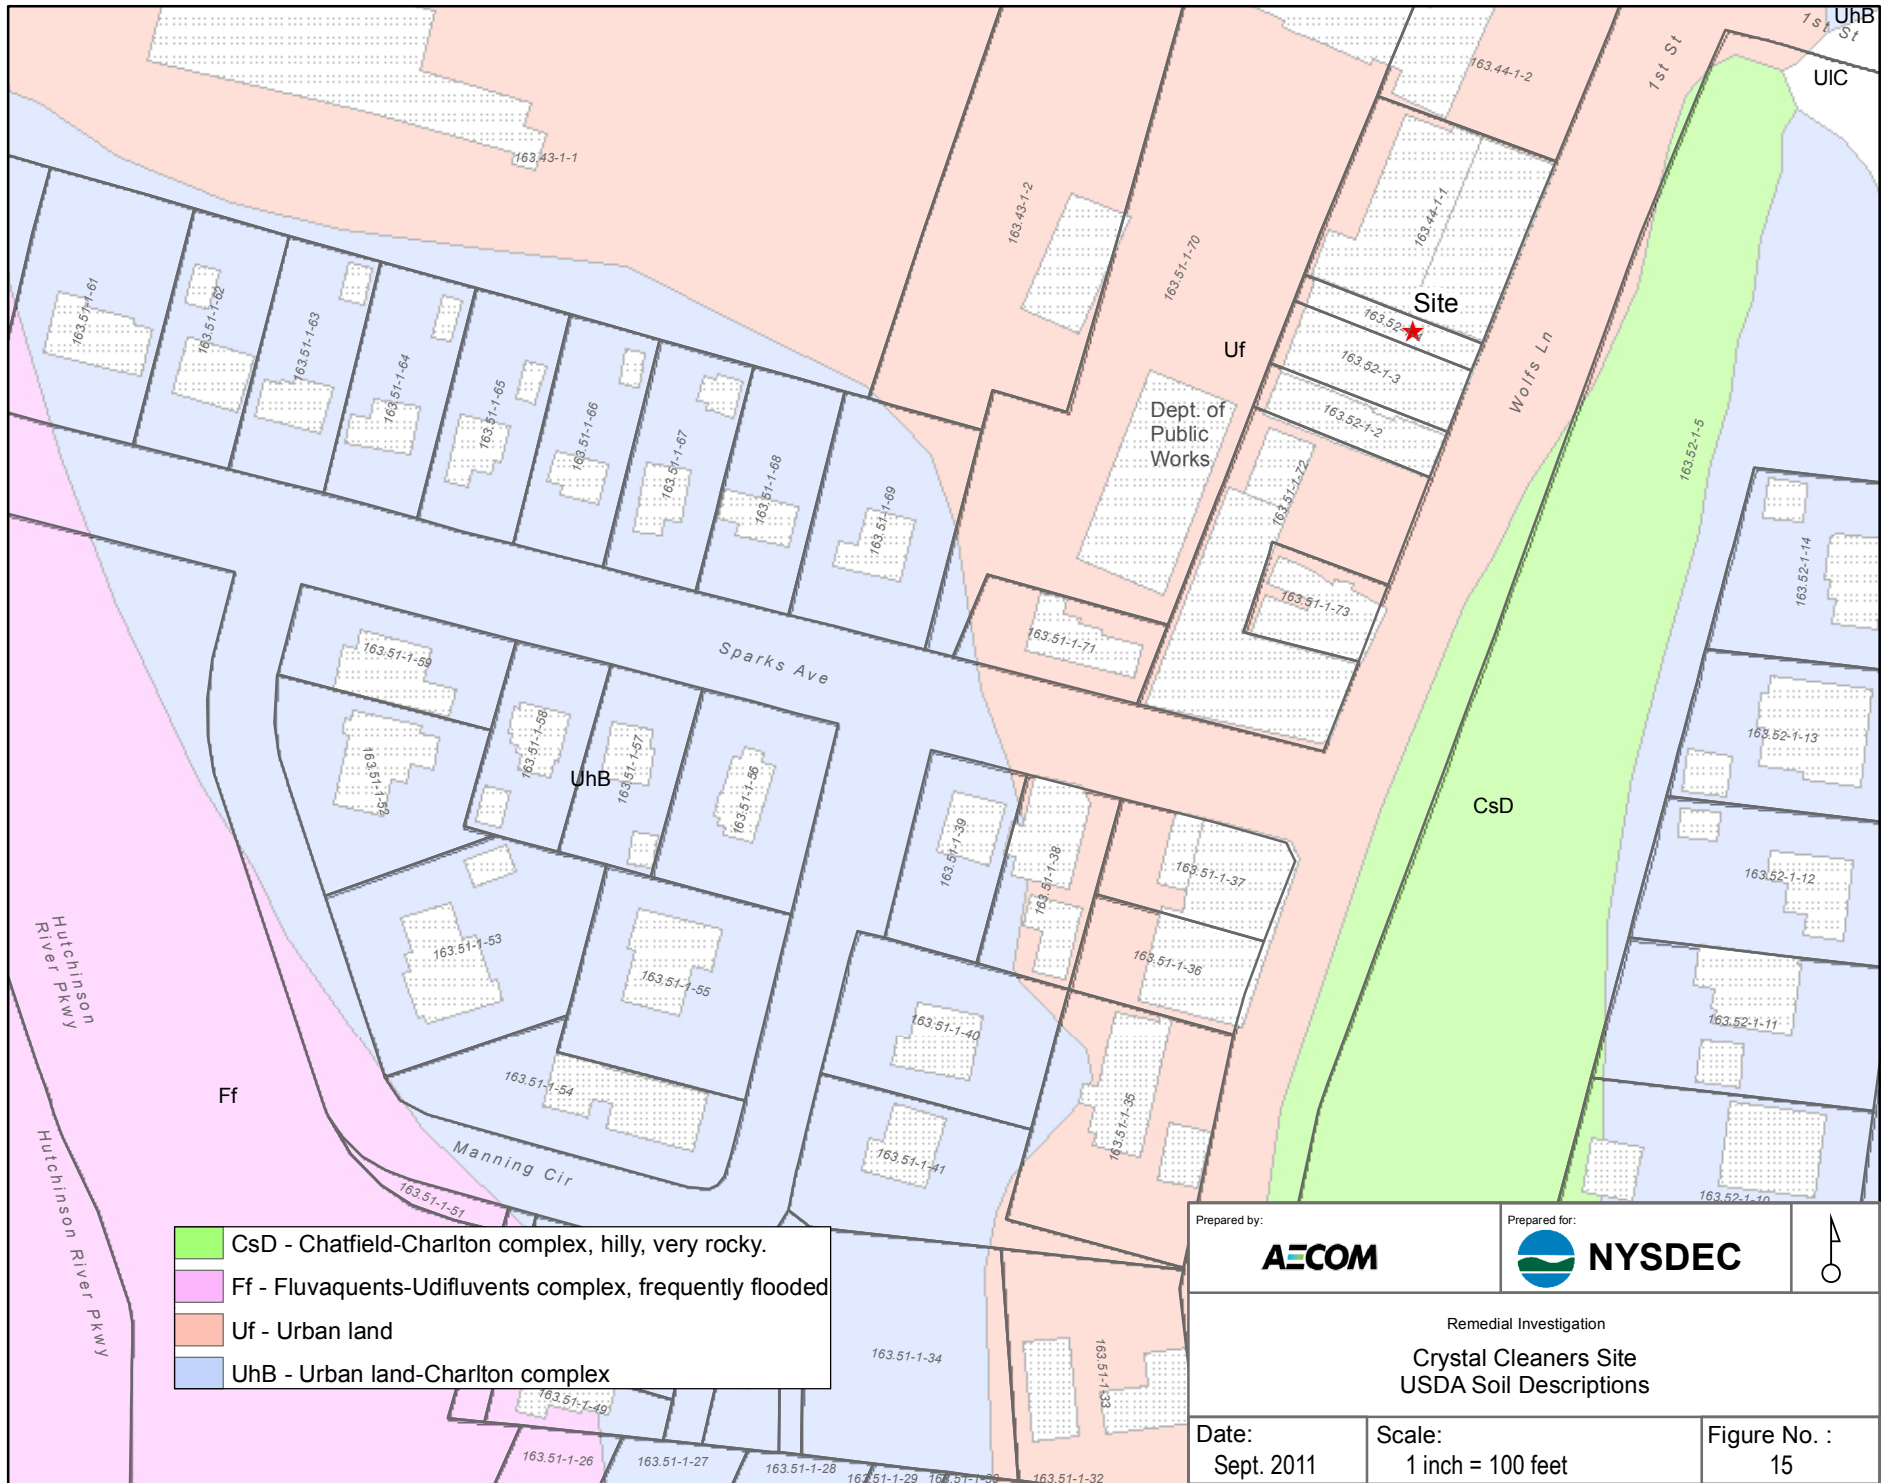 UhB
1st St
UlC
1st St
163.44-1-2
163.43-1-1
163.43-1-2
163.44-1-1
163.51-1-70
163.51-1-61
163.51-1-62
163.51-1-63
163.51-1-64
163.51-1-65
163.51-1-66
163.51-1-67
163.51-1-68
163.51-1-69
Site
Uf
163.52-1-3
163.52-1-2
Wolfs Ln
Dept. of
Public
Works
163.51-1-72
163.52-1-5
163.52-1-14
163.51-1-73
163.51-1-71
Sparks Ave
163.51-1-59
163.51-1-58
163.51-1-57
163.51-1-56
163.51-1-52
UhB
163.52-1-13
CsD
163.51-1-39
163.51-1-38
163.51-1-37
163.52-1-12
163.51-1-53
163.51-1-55
163.51-1-36
Hutchinson
River Pkwy
163.51-1-40
163.52-1-11
163.51-1-54
163.51-1-35
Ff
Manning Cir
163.51-1-41
Hutchinson River Pkwy
163.51-1-51
163.52-1-10
CsD - Chatfield-Charlton complex, hilly, very rocky.
Ff - Fluvaquents-Udifluvents complex, frequently flooded
Uf - Urban land
UhB - Urban land-Charlton complex
163.51-1-34
163.51-1-33
163.51-1-49
163.51-1-26
163.51-1-27
163.51-1-28
163.51-1-29
163.51-1-32
Prepared by:
AECOM
Prepared for:
NYSDEC
Remedial Investigation
Crystal Cleaners Site
USDA Soil Descriptions
Date:
Sept. 2011
Scale:
1 inch = 100 feet
Figure No. :
15